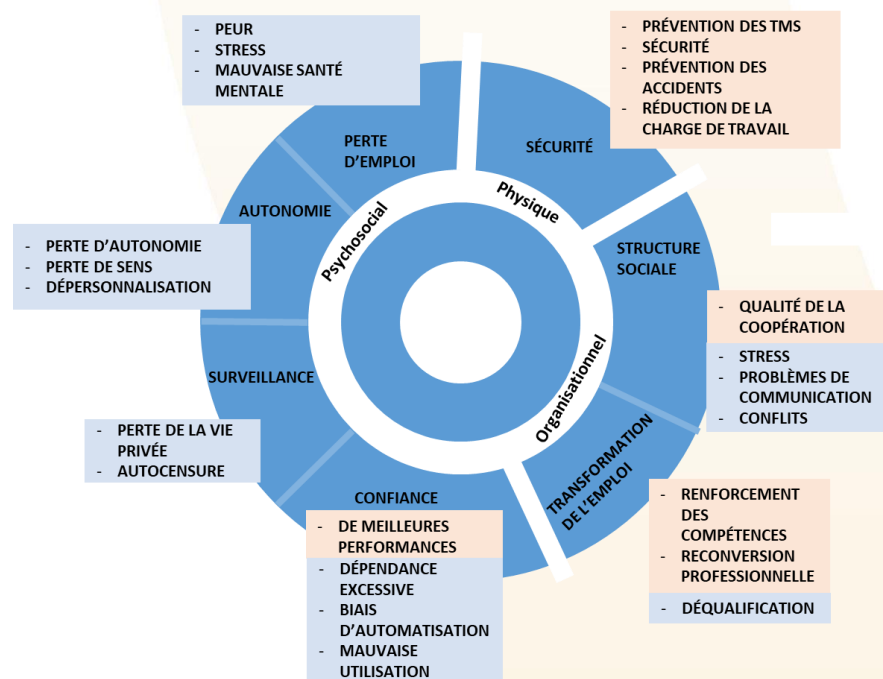 - PEUR
- STRESS
- MAUVAISE SANTÉ
MENTALE
- PRÉVENTION DES TMS
- SÉCURITÉ
- PRÉVENTION DES
ACCIDENTS
- RÉDUCTION DE LA
CHARGE DE TRAVAIL
PERTE
D'EMPLOI
SÉCURITÉ
AUTONOMIE
Psychosocial
Physique
STRUCTURE
SOCIALE
- PERTE D'AUTONOMIE
- PERTE DE SENS
- DÉPERSONNALISATION
- QUALITÉ DE LA
COOPÉRATION
- STRESS
- PROBLÈMES DE
COMMUNICATION
- CONFLITS
SURVEILLANCE
Organisationnel
- PERTE DE LA VIE
PRIVÉE
- AUTOCENSURE
TRANSFORMATION
DE L'EMPLOI
CONFIANCE
- DE MEILLEURES
PERFORMANCES
- DÉPENDANCE
EXCESSIVE
- BIAIS
D'AUTOMATISATION
- MAUVAISE
UTILISATION
- RENFORCEMENT
DES
COMPÉTENCES
- RECONVERSION
PROFESSIONNELLE
- DÉQUALIFICATION